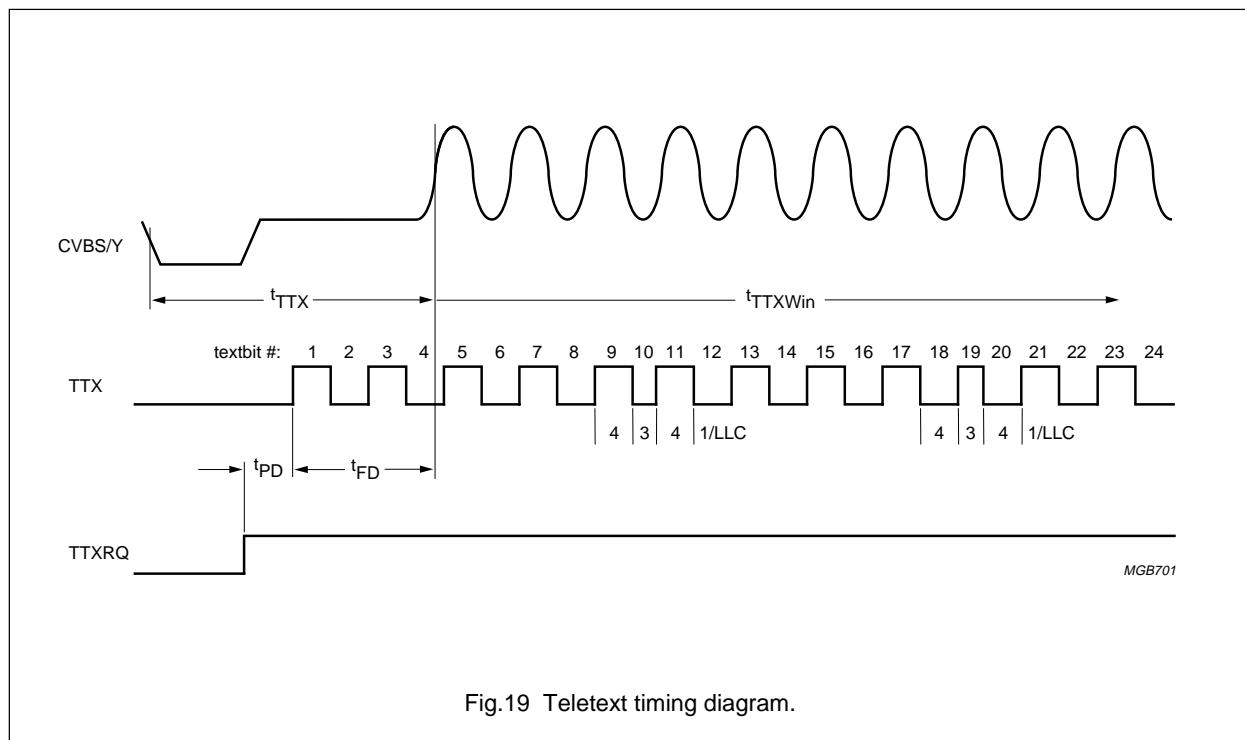 CVBS/Y
tTTX
tTTXWin
textbit #: 1 2 3 4 5 6 7 8 9 10 11 12 13 14 15 16 17 18 19 20 21 22 23 24
TTX
4 3 4 1/LLC 4 3 4 1/LLC
tPD tFD
TTXRQ
MGB701
Fig.19 Teletext timing diagram.